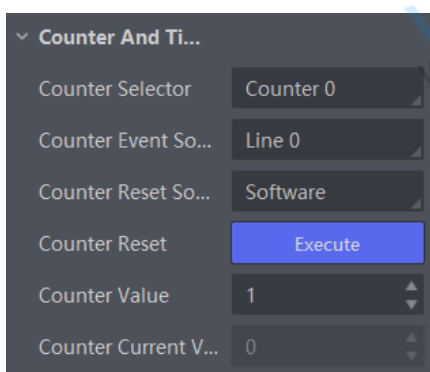 Counter And Ti...
Counter Selector Counter 0
Counter Event So... Line 0
Counter Reset So... Software
Counter Reset Execute
Counter Value 1
Counter Current V... 0